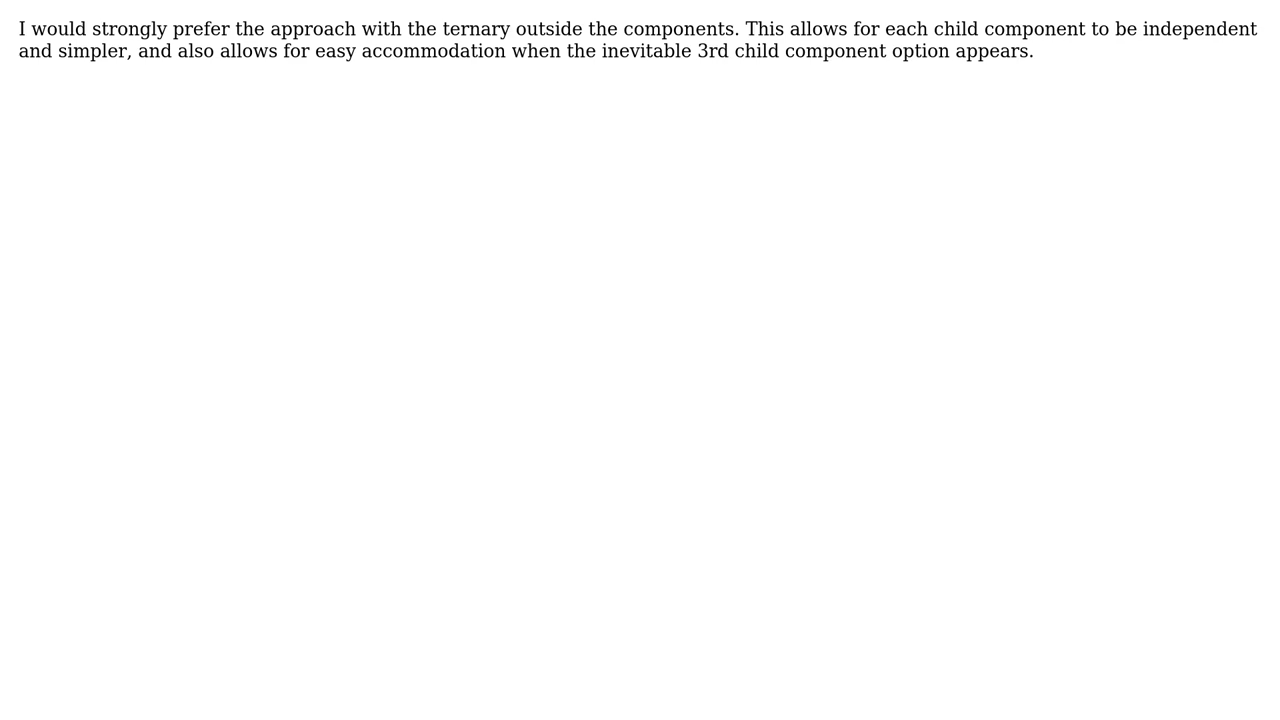 I would strongly prefer the approach with the ternary outside the components. This allows for each child component to be independent
and simpler, and also allows for easy accommodation when the inevitable 3rd child component option appears.